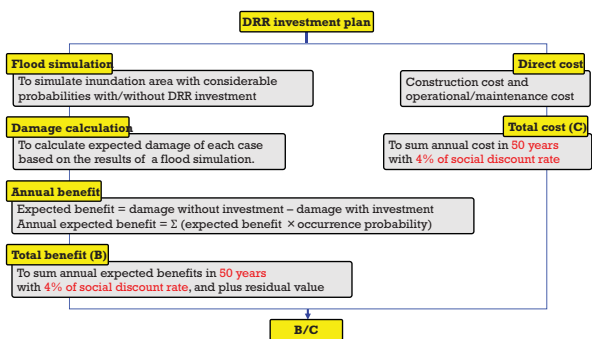 DRR investment plan
Flood simulation
To simulate inundation area with considerable
probabilities with/without DRR investment
Direct cost
Construction cost and
operational/maintenance cost
Damage calculation
To calculate expected damage of each case
based on the results of a flood simulation.
Total cost (C)
To sum annual cost in 50 years
with 4% of social discount rate
Annual benefit
Expected benefit = damage without investment – damage with investment
Annual expected benefit = Σ (expected benefit × occurrence probability)
Total benefit (B)
To sum annual expected benefits in 50 years
with 4% of social discount rate, and plus residual value
B/C